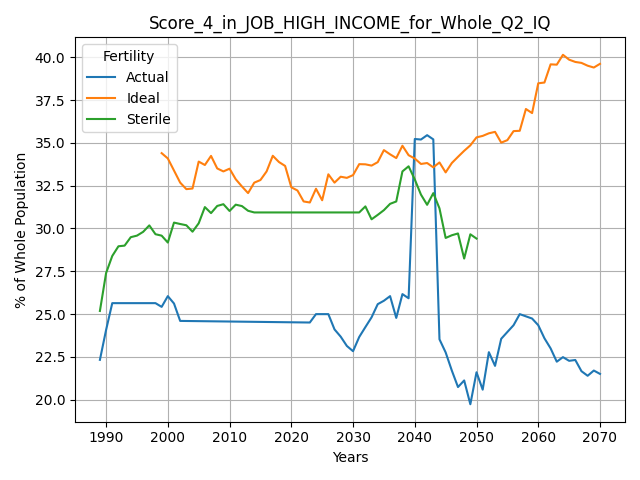 Score_4_in_JOB_HIGH_INCOME_for_Whole_Q2_IQ
Fertility
Actual
Ideal
Sterile
% of Whole Population
40.0
37.5
35.0
32.5
30.0
27.5
25.0
22.5
20.0
1990 2000 2010 2020 2030 2040 2050 2060 2070
Years